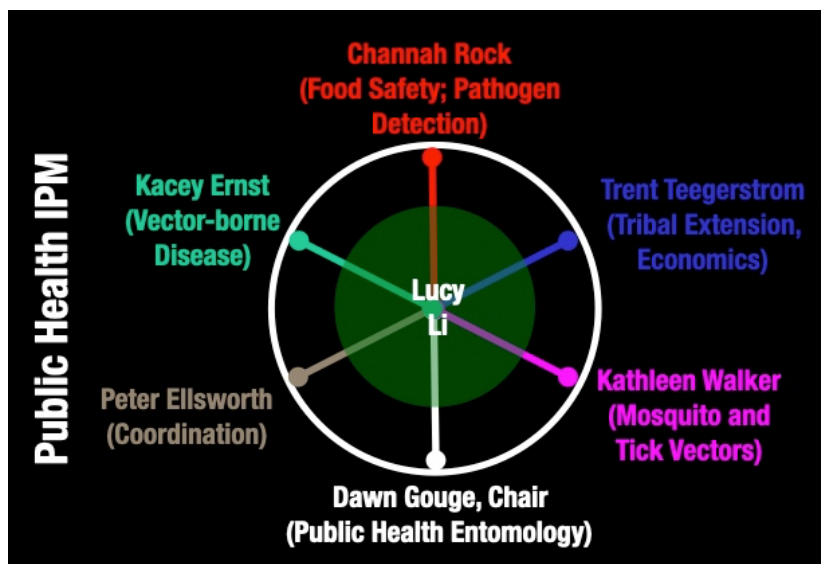 Public Health IPM
Channah Rock
(Food Safety; Pathogen
Detection)
Kacey Ernst
(Vector-borne
Disease)
Trent Teegerstrom
(Tribal Extension,
Economics)
Lucy
Li
Peter Ellsworth
(Coordination)
Kathleen Walker
(Mosquito and
Tick Vectors)
Dawn Gouge, Chair
(Public Health Entomology)